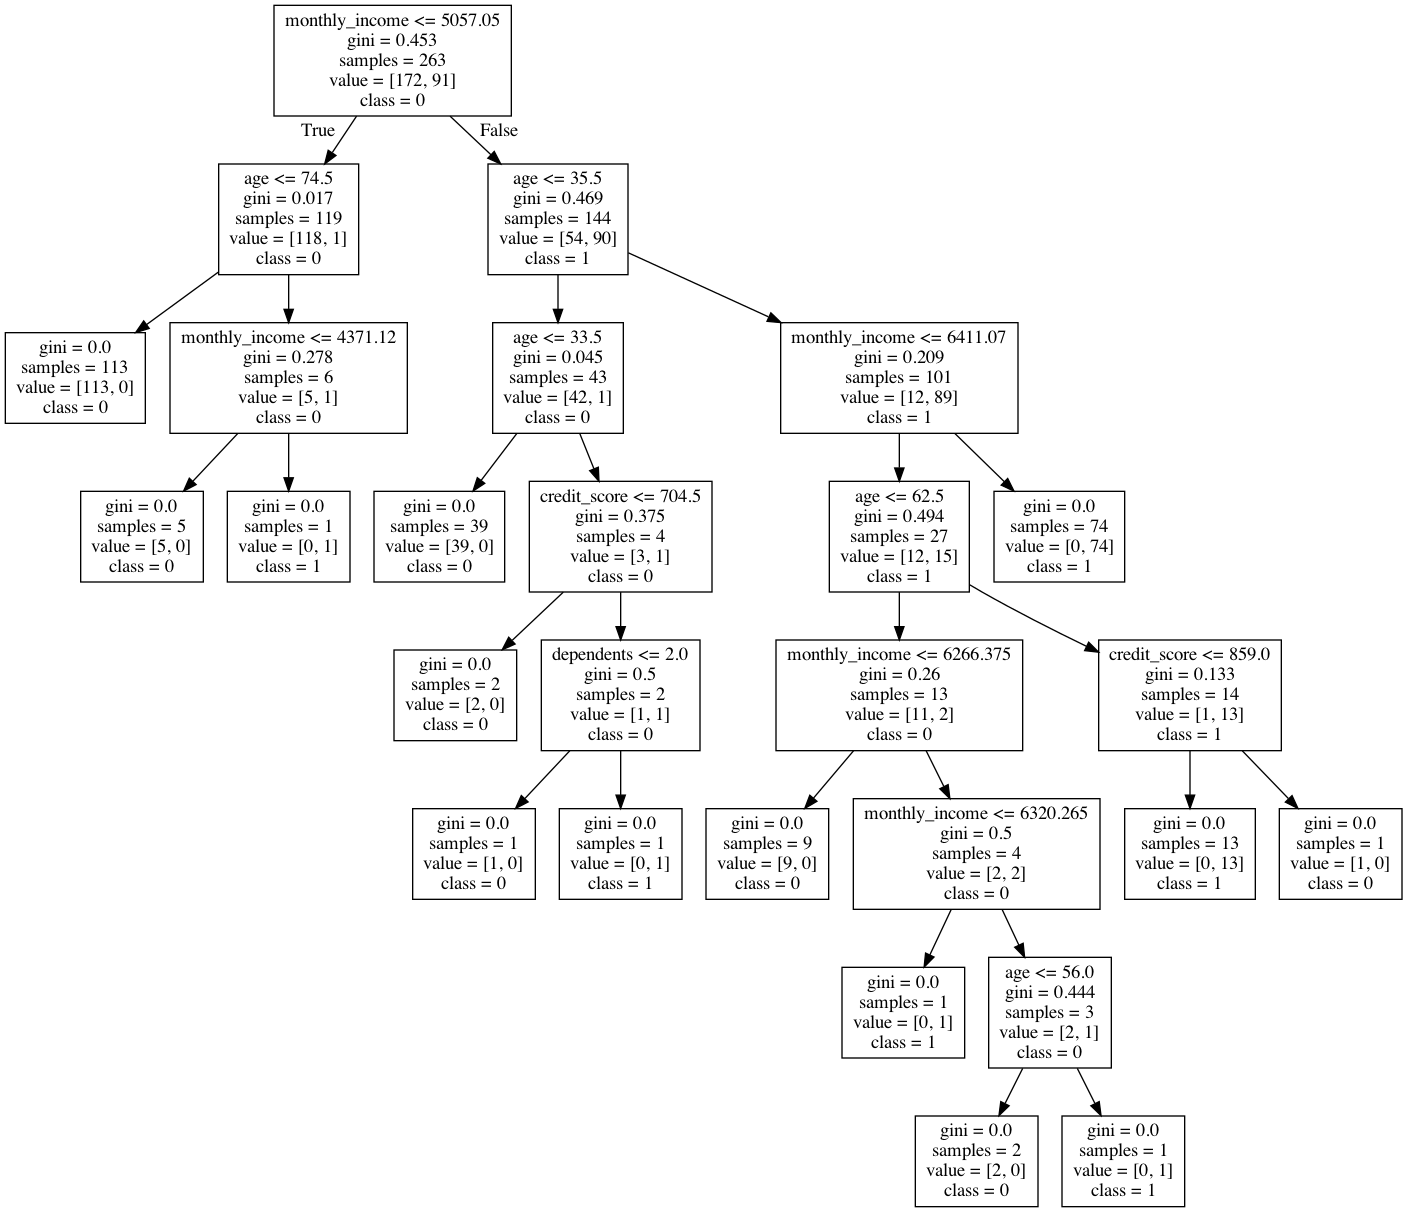 monthly_income <= 5057.05
gini = 0.453
samples = 263
value = [172, 91]
class = 0
True
False
age <= 74.5
gini = 0.017
samples = 119
value = [118, 1]
class = 0
age <= 35.5
gini = 0.469
samples = 144
value = [54, 90]
class = 1
gini = 0.0
samples = 113
value = [113, 0]
class = 0
monthly_income <= 4371.12
gini = 0.278
samples = 6
value = [5, 1]
class = 0
age <= 33.5
gini = 0.045
samples = 43
value = [42, 1]
class = 0
monthly_income <= 6411.07
gini = 0.209
samples = 101
value = [12, 89]
class = 1
gini = 0.0
samples = 5
value = [5, 0]
class = 0
gini = 0.0
samples = 1
value = [0, 1]
class = 1
gini = 0.0
samples = 39
value = [39, 0]
class = 0
credit_score <= 704.5
gini = 0.375
samples = 4
value = [3, 1]
class = 0
age <= 62.5
gini = 0.494
samples = 27
value = [12, 15]
class = 1
gini = 0.0
samples = 74
value = [0, 74]
class = 1
gini = 0.0
samples = 2
value = [2, 0]
class = 0
dependents <= 2.0
gini = 0.5
samples = 2
value = [1, 1]
class = 0
monthly_income <= 6266.375
gini = 0.26
samples = 13
value = [11, 2]
class = 0
credit_score <= 859.0
gini = 0.133
samples = 14
value = [1, 13]
class = 1
gini = 0.0
samples = 1
value = [1, 0]
class = 0
gini = 0.0
samples = 1
value = [0, 1]
class = 1
gini = 0.0
samples = 9
value = [9, 0]
class = 0
monthly_income <= 6320.265
gini = 0.5
samples = 4
value = [2, 2]
class = 0
gini = 0.0
samples = 13
value = [0, 13]
class = 1
gini = 0.0
samples = 1
value = [1, 0]
class = 0
gini = 0.0
samples = 1
value = [0, 1]
class = 1
age <= 56.0
gini = 0.444
samples = 3
value = [2, 1]
class = 0
gini = 0.0
samples = 2
value = [2, 0]
class = 0
gini = 0.0
samples = 1
value = [0, 1]
class = 1